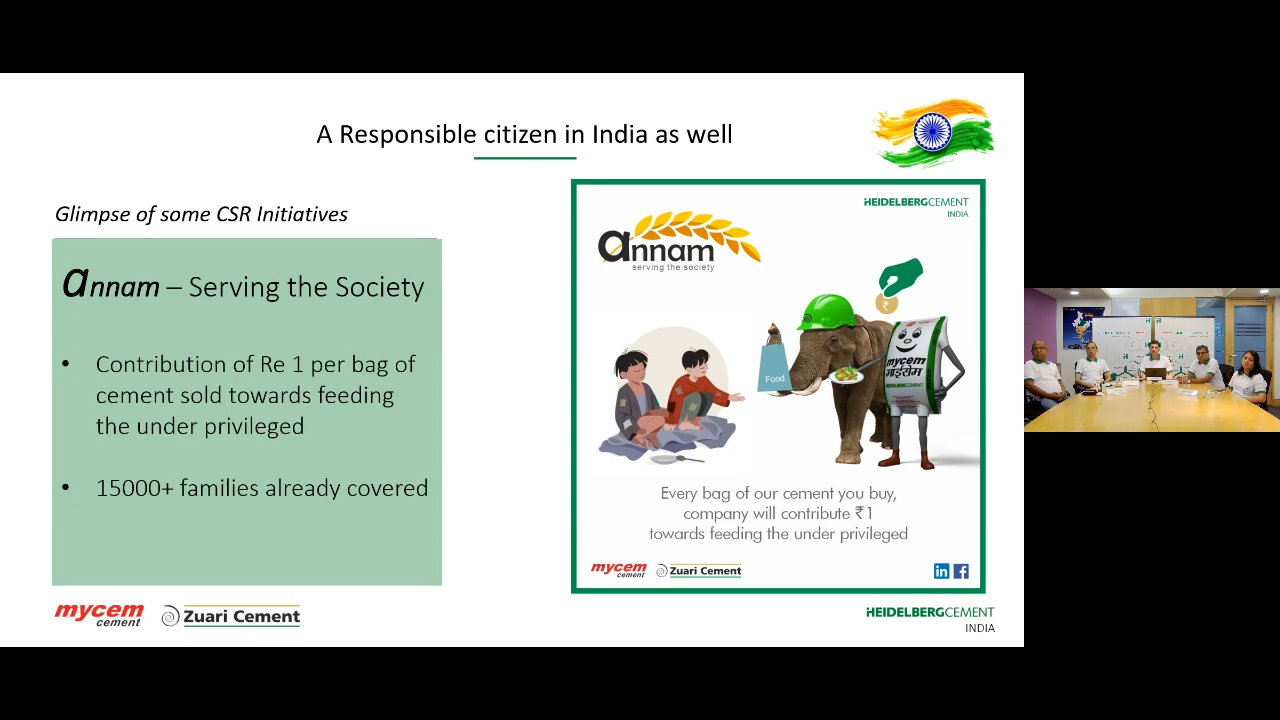 A Responsible citizen in India as well
Glimpse of some CSR Initiatives
annam – Serving the Society
• Contribution of Re 1 per bag of
cement sold towards feeding
the under privileged
• 15000+ families already covered
mycem
cement
Zuari Cement
HEIDELBERGCEMENT
INDIA
annam
serving the society
₹
Food
mycem
माईसेम
HEIDELBERGCEMENT
Every bag of our cement you buy,
company will contribute ₹1
towards feeding the under privileged
mycem
cement
Zuari Cement
in f
HEIDELBERGCEMENT
INDIA